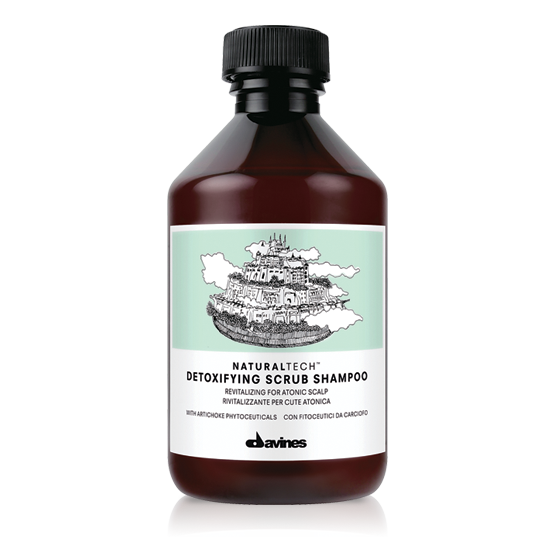 NATURALTECH™
DETOXIFYING SCRUB SHAMPOO
REVITALIZING FOR ATONIC SCALP
RIVITALIZZANTE PER CUTE ATONICA
WITH ARTICHOKE PHYTOCEUTICALS CON FITOCEUTICI DA CARCIOFO
davines